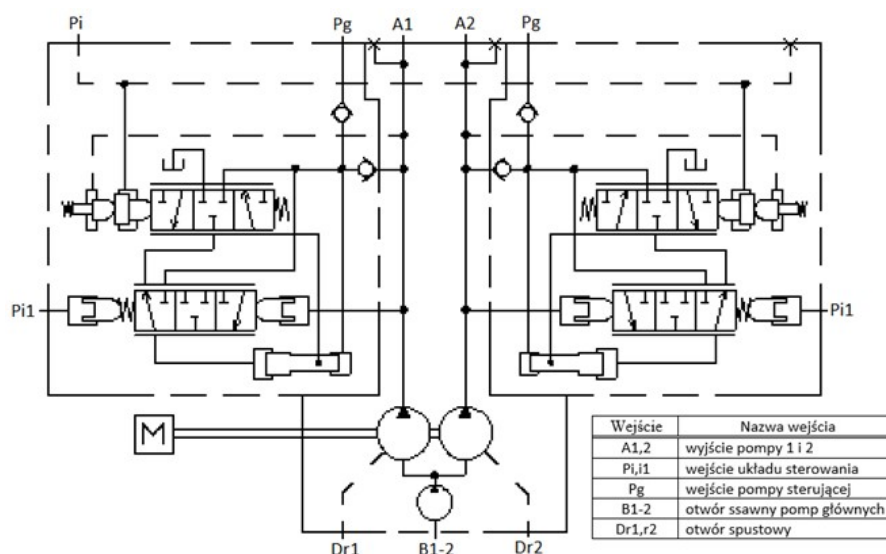 Pi Pg A1 A2 Pg
Pi1 Pi1
M
Wejście Nazwa wejścia
A1,2 wyjście pompy 1 i 2
Pi,i1 wejście układu sterowania
Pg wejście pompy sterującej
B1-2 otwór ssawny pomp głównych
Dr1,r2 otwór spustowy
Dr1 B1-2 Dr2